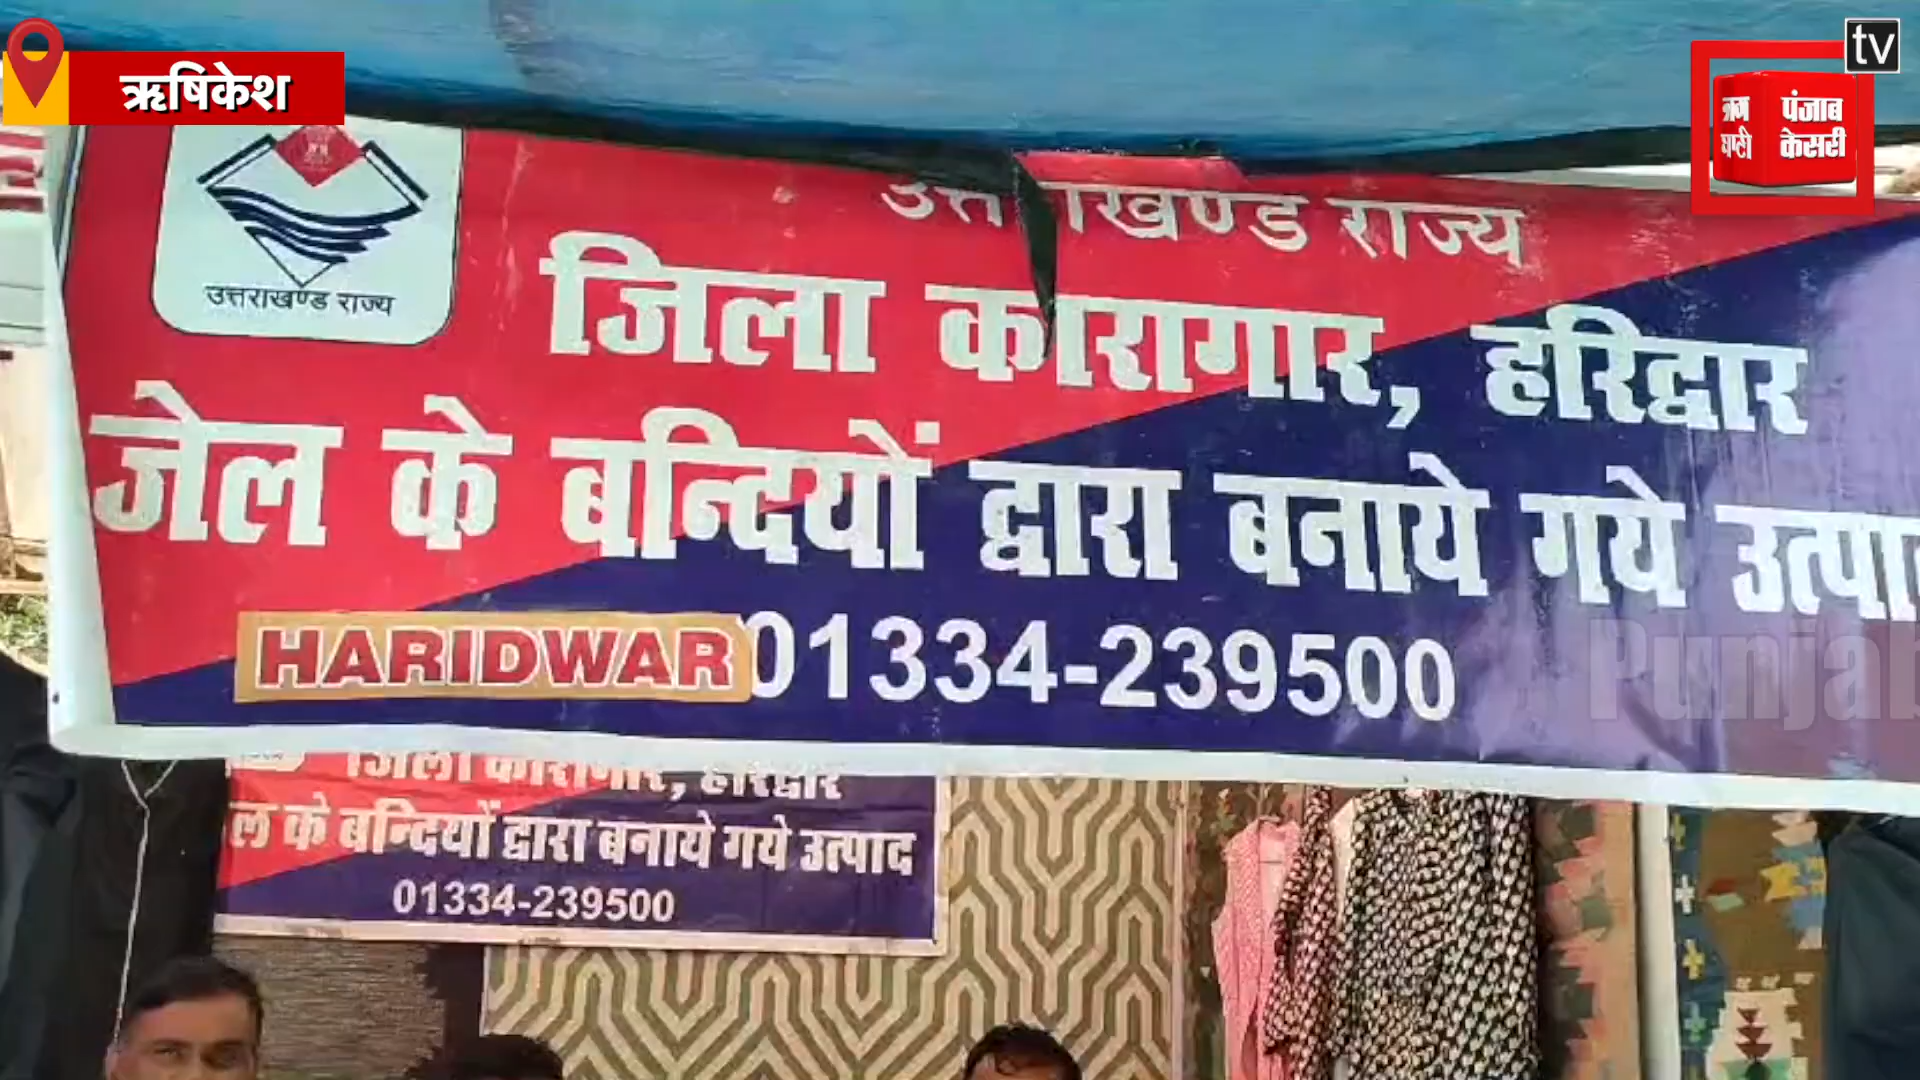 ऋषिकेश
tv
पंजाब
केसरी
उत्तराखण्ड राज्य
उत्तराखण्ड राज्य
जिला कारागार, हरिद्वार
जेल के बन्दियों द्वारा बनाये गये
HARIDWAR 01334-239500
Punjab
जिला कारागार, हरिद्वार
के बन्दियों द्वारा बनाये गये उत्पाद
01334-239500